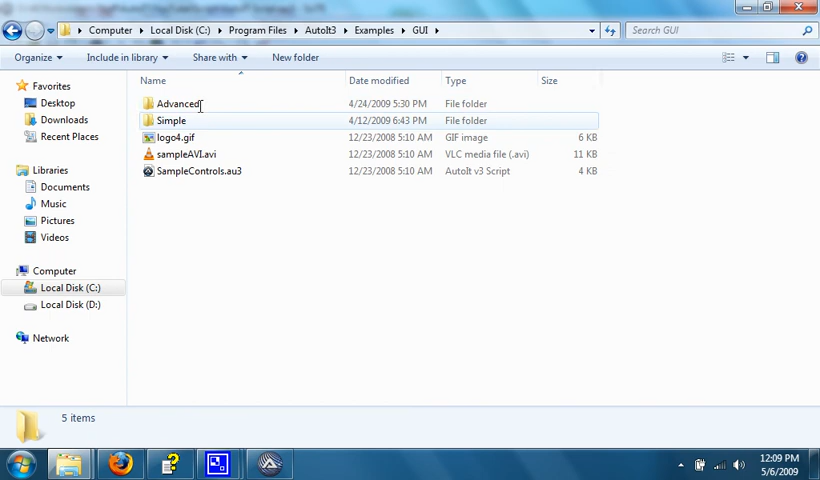 Computer Local Disk (C:) Program Files AutoIt3 Examples GUI Search GUI
Organize Include in library Share with New folder
Name Date modified Type Size
Favorites
Desktop
Downloads
Recent Places
Libraries
Documents
Music
Pictures
Videos
Computer
Local Disk (C:)
Local Disk (D:)
Network
Advanced 4/24/2009 5:30 PM File folder
Simple 4/12/2009 6:43 PM File folder
logo4.gif 12/23/2008 5:10 AM GIF image 6 KB
sampleAVI.avi 12/23/2008 5:10 AM VLC media file (.avi) 11 KB
SampleControls.au3 12/23/2008 5:10 AM AutoIt v3 Script 4 KB
5 items
12:09 PM
5/6/2009